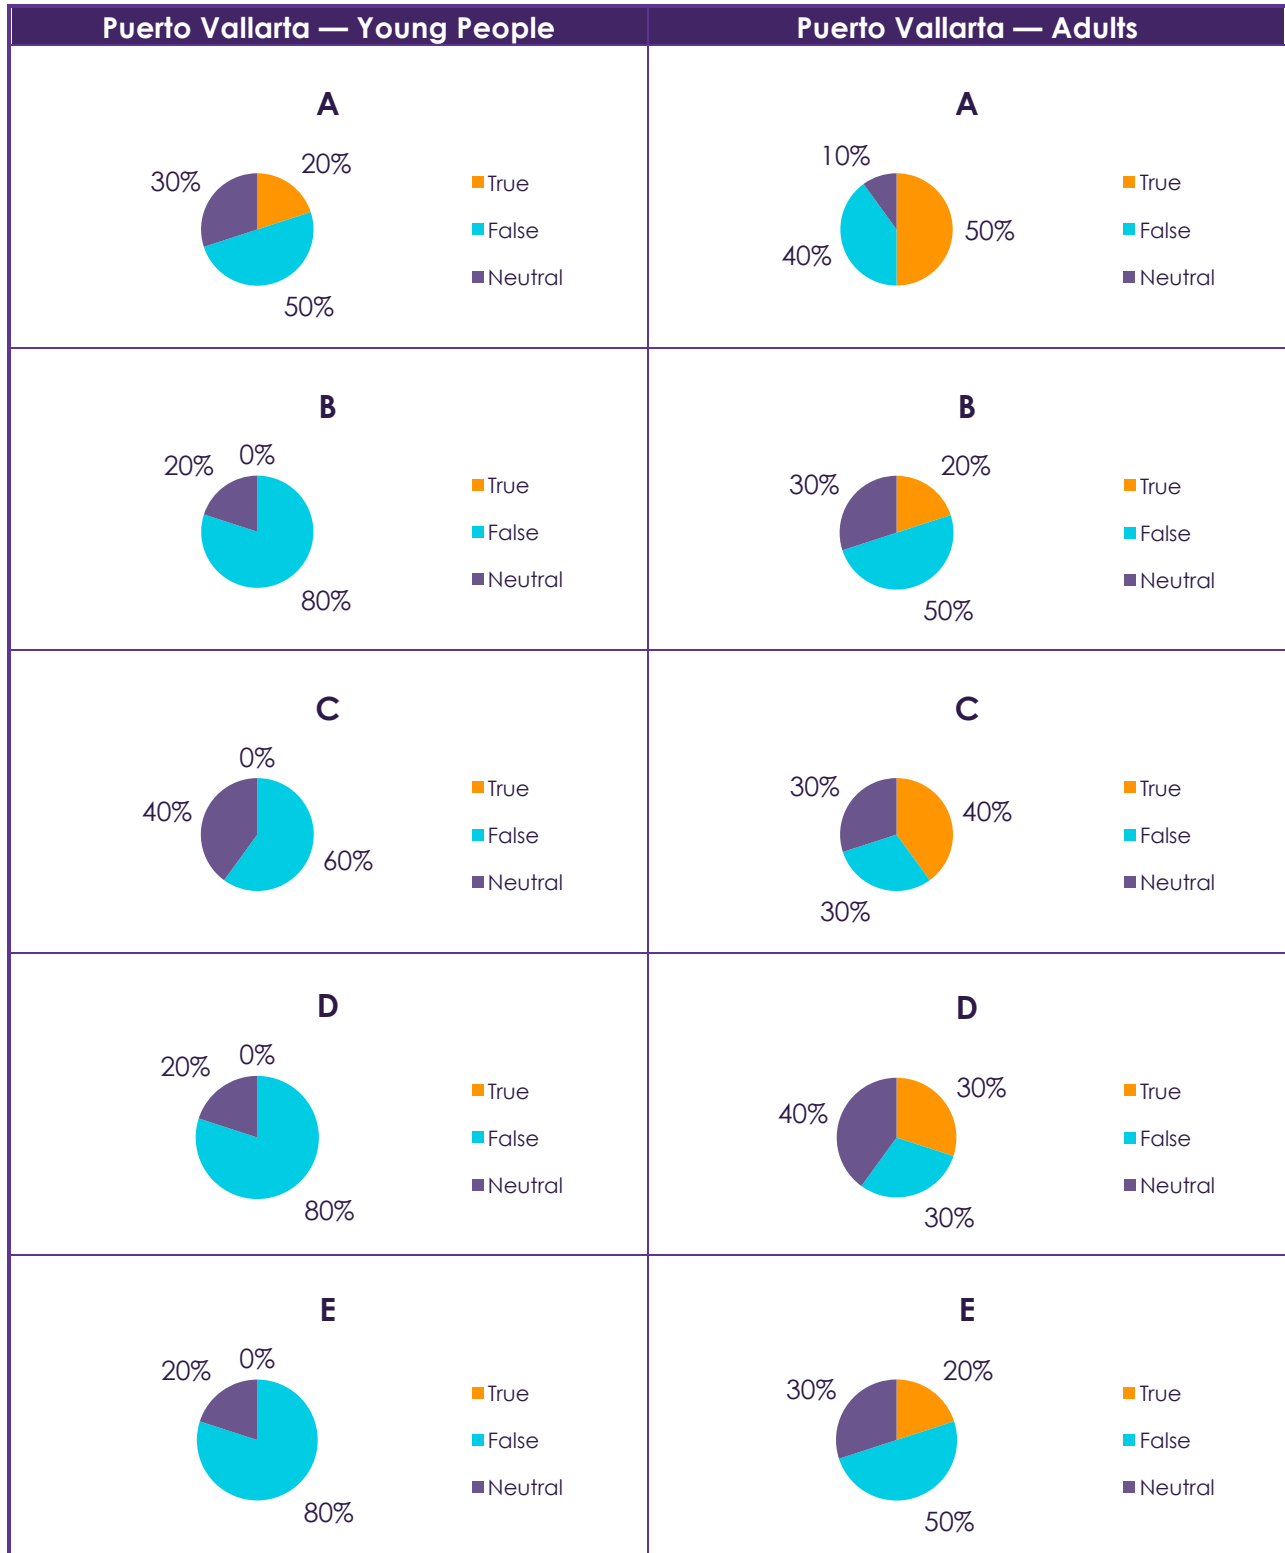 Puerto Vallarta — Young People
Puerto Vallarta — Adults
A
20%
30%
50%
True
False
Neutral
A
10%
50%
40%
True
False
Neutral
B
0%
20%
80%
True
False
Neutral
B
20%
30%
50%
True
False
Neutral
C
0%
40%
60%
True
False
Neutral
C
30%
40%
30%
True
False
Neutral
D
0%
20%
80%
True
False
Neutral
D
30%
40%
30%
True
False
Neutral
E
0%
20%
80%
True
False
Neutral
E
20%
30%
50%
True
False
Neutral